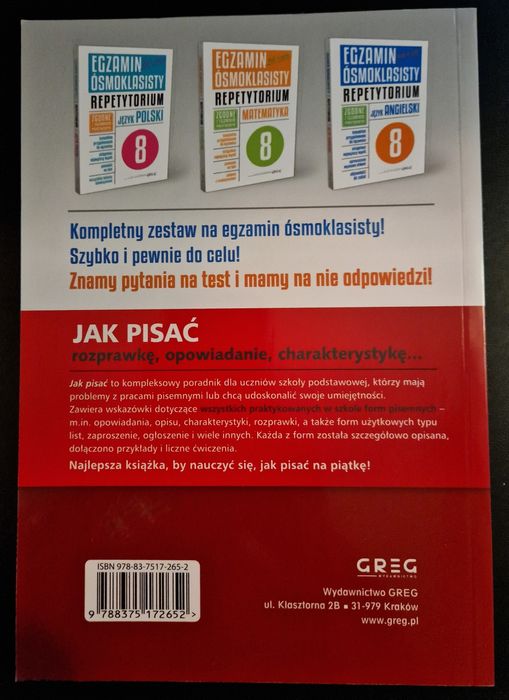 EGZAMIN
ÓSMOKLASISTY
REPETYTORIUM
JĘZYK POLSKI
8
EGZAMIN
ÓSMOKLASISTY
REPETYTORIUM
MATEMATYKA
8
EGZAMIN
ÓSMOKLASISTY
REPETYTORIUM
JĘZYK ANGIELSKI
8
Kompletny zestaw na egzamin ósmoklasisty!
Szybko i pewnie do celu!
Znamy pytania na test i mamy na nie odpowiedzi!
JAK PISAĆ
rozprawkę, opowiadanie, charakterystykę...
Jak pisać to kompleksowy poradnik dla uczniów szkoły podstawowej, którzy mają
problemy z pracami pisemnymi lub chcą udoskonalić swoje umiejętności.
Zawiera wskazówki dotyczące wszystkich praktykowanych w szkole form pisemnych –
m.in. opowiadania, opisu, charakterystyki, rozprawki, a także form użytkowych typu
list, zaproszenie, ogłoszenie i wiele innych. Każda z form została szczegółowo opisana,
dołączono przykłady i liczne ćwiczenia.
Najlepsza książka, by nauczyć się, jak pisać na piątkę!
ISBN 978-83-7517-265-2
9 788375 172652 >
GREG
WYDAWNICTWO
Wydawnictwo GREG
ul. Klasztorna 2B ▪ 31-979 Kraków
www.greg.pl